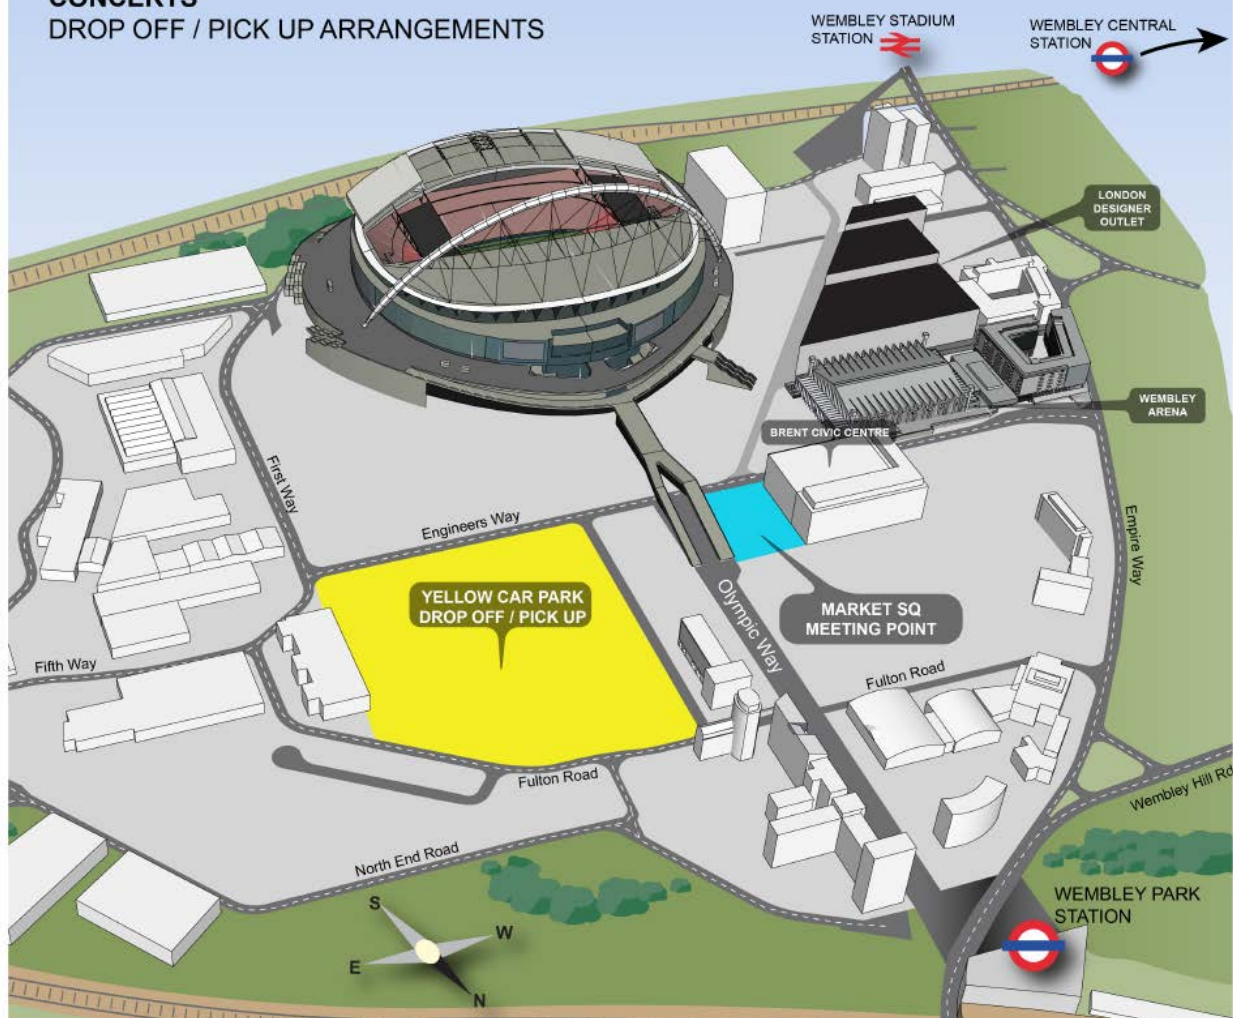 CONCERTS
DROP OFF / PICK UP ARRANGEMENTS
WEMBLEY STADIUM
STATION
WEMBLEY CENTRAL
STATION
LONDON
DESIGNER
OUTLET
WEMBLEY
ARENA
BRENT CIVIC CENTRE
First Way
Engineers Way
Empire Way
YELLOW CAR PARK
DROP OFF / PICK UP
MARKET SQ
MEETING POINT
Olympic Way
Fifth Way
Fulton Road
Fulton Road
Wembley Hill Rd
North End Road
WEMBLEY PARK
STATION
S
W
E
N